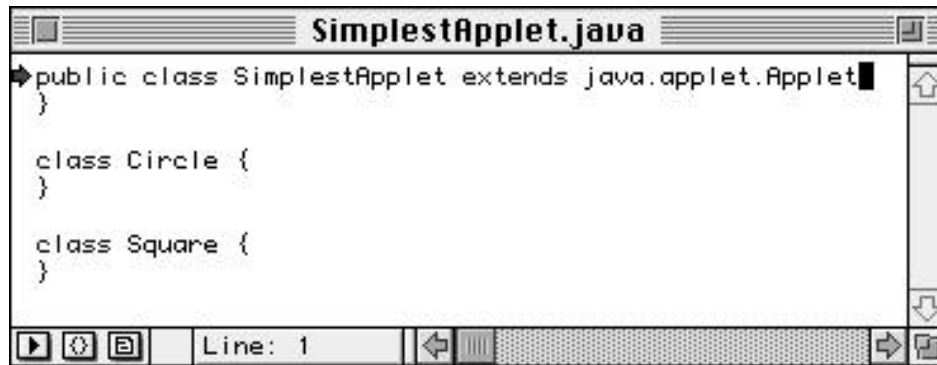 SimplestApplet.java
public class SimplestApplet extends java.applet.Applet
}
class Circle {
}
class Square {
}
Line: 1